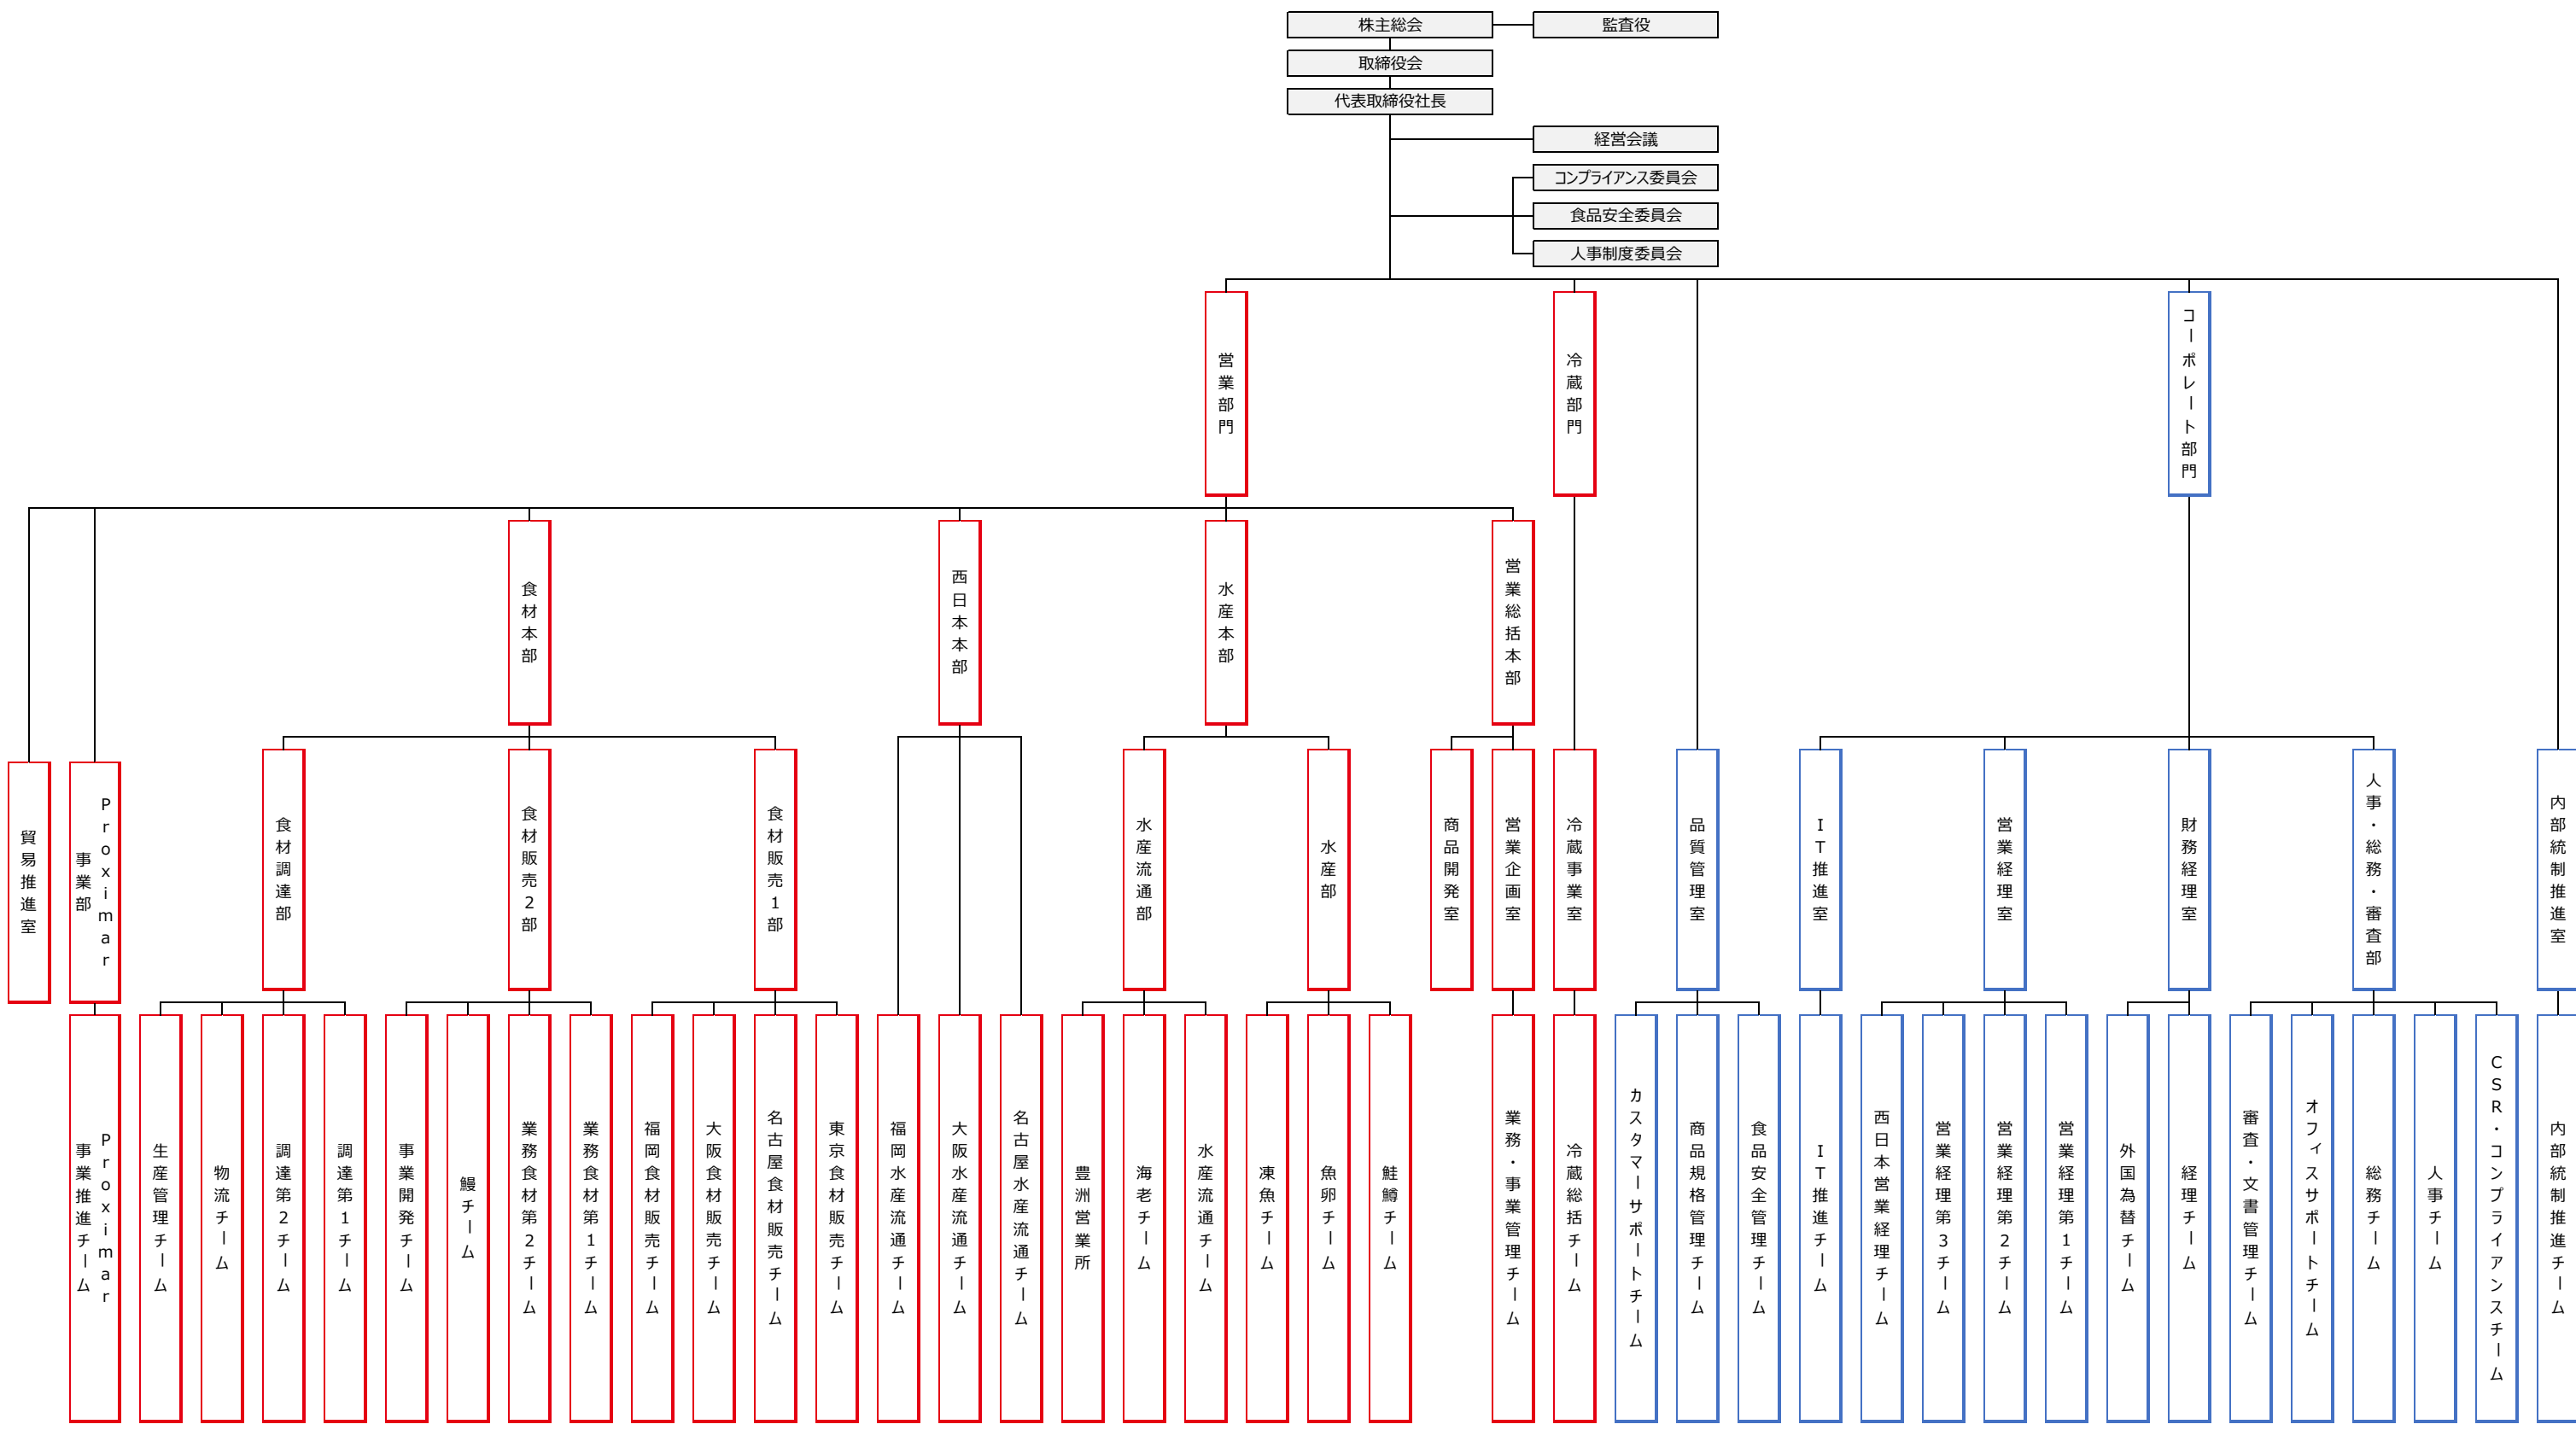 株主総会
監査役
取締役会
代表取締役社長
経営会議
コンプライアンス委員会
食品安全委員会
人事制度委員会
営業部門
冷蔵部門
コーポレート部門
食材本部
西日本本部
水産本部
営業総括本部
貿易推進室
Proximar
事業部
食材調達部
食材販売2部
食材販売1部
水産流通部
水産部
商品開発室
営業企画室
冷蔵事業室
品質管理室
IT推進室
営業経理室
財務経理室
人事・総務・審査部
内部統制推進室
Proximar
事業推進チーム
生産管理チーム
物流チーム
調達第2チーム
調達第1チーム
事業開発チーム
鰻チーム
業務食材第2チーム
業務食材第1チーム
福岡食材販売チーム
大阪食材販売チーム
名古屋食材販売チーム
東京食材販売チーム
福岡水産流通チーム
大阪水産流通チーム
名古屋水産流通チーム
豊洲営業所
海老チーム
水産流通チーム
凍魚チーム
魚卵チーム
鮭鱒チーム
業務・事業管理チーム
冷蔵総括チーム
カスタマーサポートチーム
商品規格管理チーム
食品安全管理チーム
IT推進チーム
西日本営業経理チーム
営業経理第3チーム
営業経理第2チーム
営業経理第1チーム
外国為替チーム
経理チーム
審査・文書管理チーム
オフィスサポートチーム
総務チーム
人事チーム
CSR・コンプライアンスチーム
内部統制推進チーム